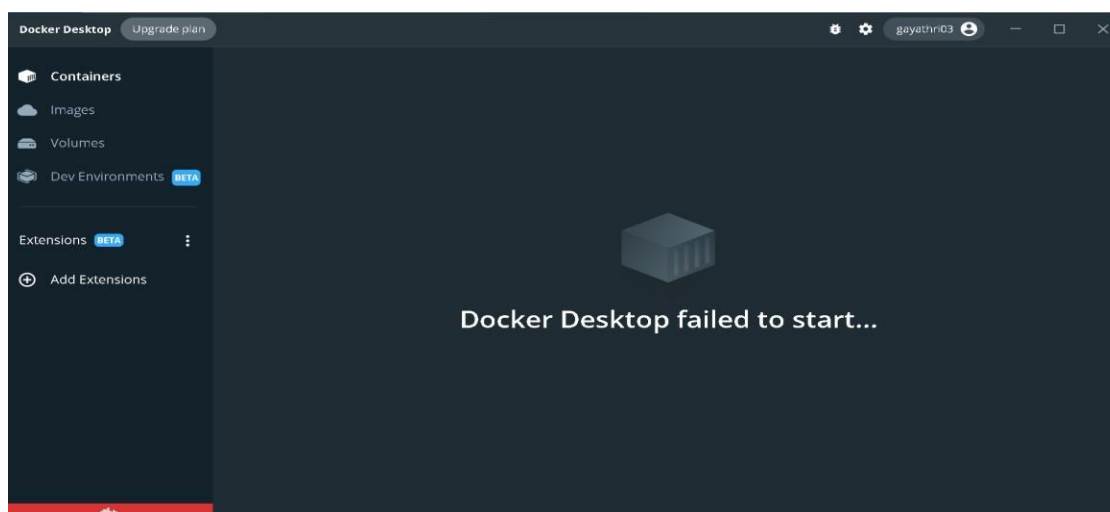 Docker Desktop Upgrade plan gayathri03
Containers
Images
Volumes
Dev Environments BETA
Extensions BETA
Add Extensions
Docker Desktop failed to start...